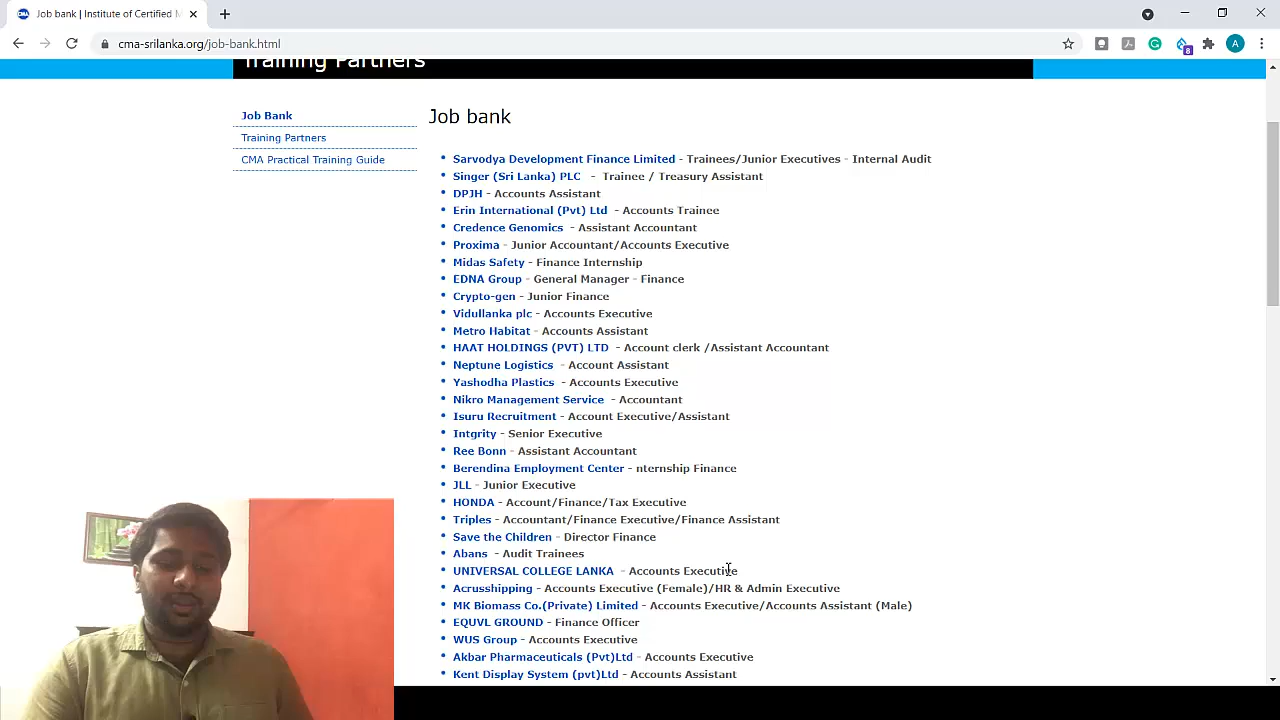 Job bank | Institute of Certified M
cma-srilanka.org/job-bank.html
8
A
Training Partners
Job Bank
Training Partners
CMA Practical Training Guide
Job bank
Sarvodya Development Finance Limited - Trainees/Junior Executives - Internal Audit
Singer (Sri Lanka) PLC - Trainee / Treasury Assistant
DPJH - Accounts Assistant
Erin International (Pvt) Ltd - Accounts Trainee
Credence Genomics - Assistant Accountant
Proxima - Junior Accountant/Accounts Executive
Midas Safety - Finance Internship
EDNA Group - General Manager - Finance
Crypto-gen - Junior Finance
Vidullanka plc - Accounts Executive
Metro Habitat - Accounts Assistant
HAAT HOLDINGS (PVT) LTD - Account clerk /Assistant Accountant
Neptune Logistics - Account Assistant
Yashodha Plastics - Accounts Executive
Nikro Management Service - Accountant
Isuru Recruitment - Account Executive/Assistant
Intgrity - Senior Executive
Ree Bonn - Assistant Accountant
Berendina Employment Center - nternship Finance
JLL - Junior Executive
HONDA - Account/Finance/Tax Executive
Triples - Accountant/Finance Executive/Finance Assistant
Save the Children - Director Finance
Abans - Audit Trainees
UNIVERSAL COLLEGE LANKA - Accounts Executive
Acrusshipping - Accounts Executive (Female)/HR & Admin Executive
MK Biomass Co.(Private) Limited - Accounts Executive/Accounts Assistant (Male)
EQUVL GROUND - Finance Officer
WUS Group - Accounts Executive
Akbar Pharmaceuticals (Pvt)Ltd - Accounts Executive
Kent Display System (pvt)Ltd - Accounts Assistant